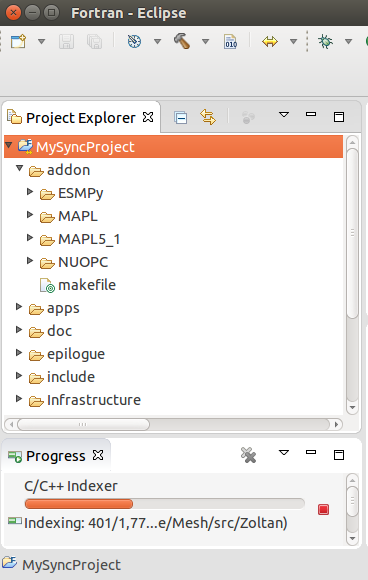 Fortran - Eclipse
010
Project Explorer
MySyncProject
addon
ESMPy
MAPL
MAPL5_1
NUOPC
makefile
apps
doc
epilogue
include
Infrastructure
Progress
C/C++ Indexer
Indexing: 401/1,77...e/Mesh/src/Zoltan)
MySyncProject